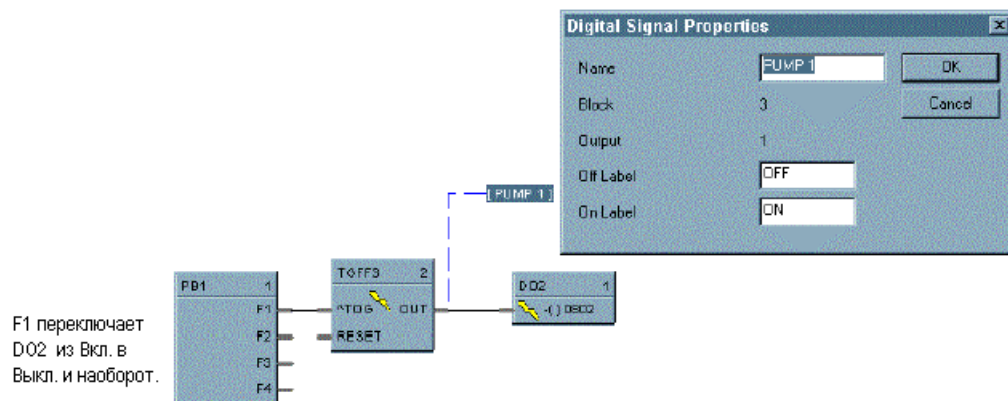 Digital Signal Properties
Name
PUMP 1
OK
Block
3
Cancel
Output
1
Off Label
OFF
On Label
ON
[ PUMP 1 ]
PB1 1
F1
F2
F3
F4
TGFF3 2
^TOG OUT
RESET
DO2 1
-( )
F1 переключает
DO2 из Вкл. в
Выкл. и наоборот.